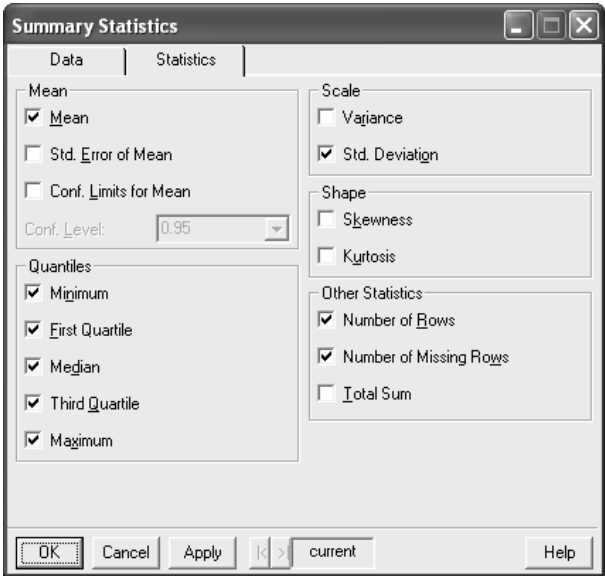 Summary Statistics
Data
Statistics
Mean
Mean
Std. Error of Mean
Conf. Limits for Mean
Conf. Level:
0.95
Quantiles
Minimum
First Quartile
Median
Third Quartile
Maximum
Scale
Variance
Std. Deviation
Shape
Skewness
Kurtosis
Other Statistics
Number of Rows
Number of Missing Rows
Total Sum
OK
Cancel
Apply
current
Help